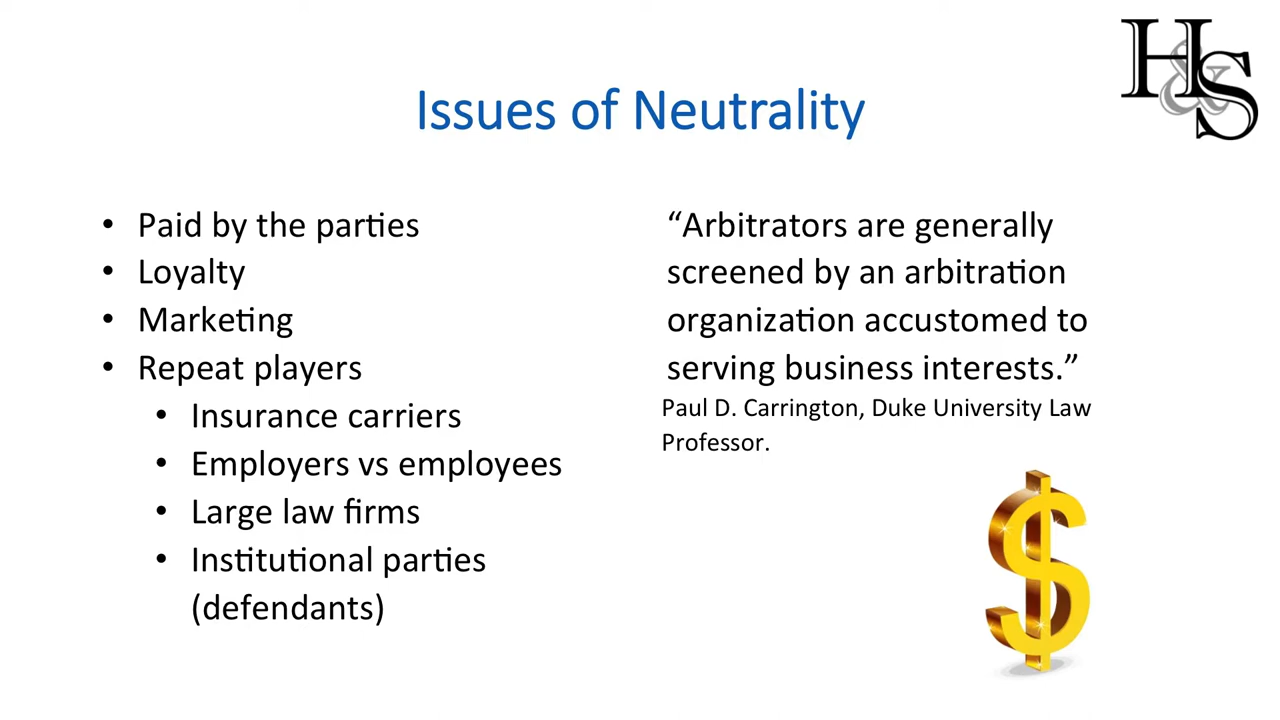 H&S
Issues of Neutrality
• Paid by the parties
• Loyalty
• Marketing
• Repeat players
• Insurance carriers
• Employers vs employees
• Large law firms
• Institutional parties
(defendants)
“Arbitrators are generally
screened by an arbitration
organization accustomed to
serving business interests.”
Paul D. Carrington, Duke University Law
Professor.
$